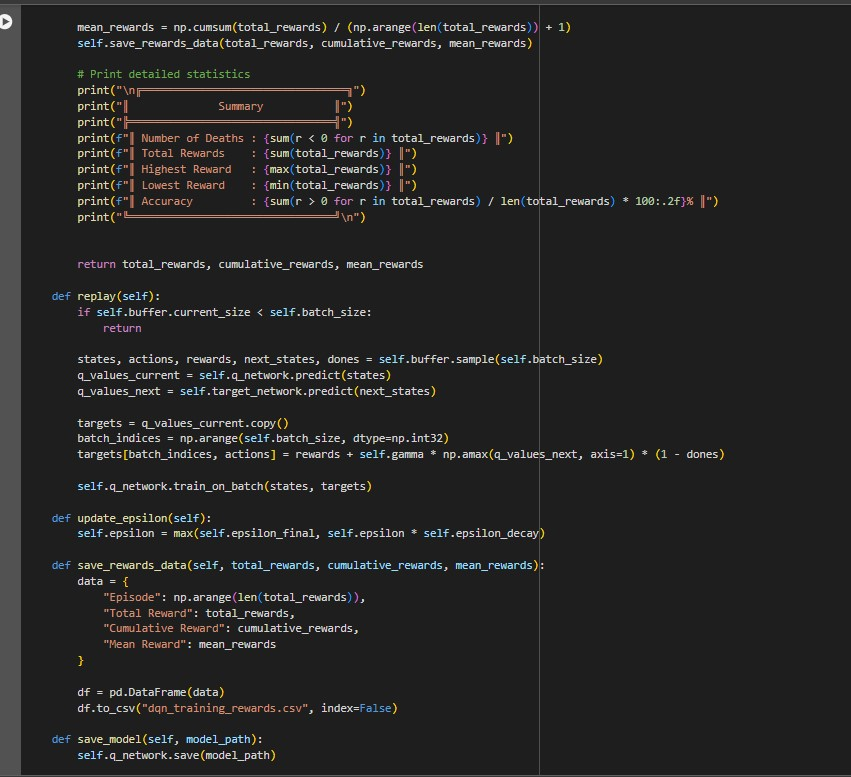 mean_rewards = np.cumsum(total_rewards) / (np.arange(len(total_rewards)) + 1)
        self.save_rewards_data(total_rewards, cumulative_rewards, mean_rewards)

        # Print detailed statistics
        print("\n╔════════════════════════════════╗")
        print("║              Summary           ║")
        print("╠════════════════════════════════╣")
        print(f"║ Number of Deaths : {sum(r < 0 for r in total_rewards)} ║")
        print(f"║ Total Rewards    : {sum(total_rewards)} ║")
        print(f"║ Highest Reward   : {max(total_rewards)} ║")
        print(f"║ Lowest Reward    : {min(total_rewards)} ║")
        print(f"║ Accuracy         : {sum(r > 0 for r in total_rewards) / len(total_rewards) * 100:.2f}% ║")
        print("╚════════════════════════════════╝\n")


        return total_rewards, cumulative_rewards, mean_rewards

    def replay(self):
        if self.buffer.current_size < self.batch_size:
            return

        states, actions, rewards, next_states, dones = self.buffer.sample(self.batch_size)
        q_values_current = self.q_network.predict(states)
        q_values_next = self.target_network.predict(next_states)

        targets = q_values_current.copy()
        batch_indices = np.arange(self.batch_size, dtype=np.int32)
        targets[batch_indices, actions] = rewards + self.gamma * np.amax(q_values_next, axis=1) * (1 - dones)

        self.q_network.train_on_batch(states, targets)

    def update_epsilon(self):
        self.epsilon = max(self.epsilon_final, self.epsilon * self.epsilon_decay)

    def save_rewards_data(self, total_rewards, cumulative_rewards, mean_rewards):
        data = {
            "Episode": np.arange(len(total_rewards)),
            "Total Reward": total_rewards,
            "Cumulative Reward": cumulative_rewards,
            "Mean Reward": mean_rewards
        }

        df = pd.DataFrame(data)
        df.to_csv("dqn_training_rewards.csv", index=False)

    def save_model(self, model_path):
        self.q_network.save(model_path)